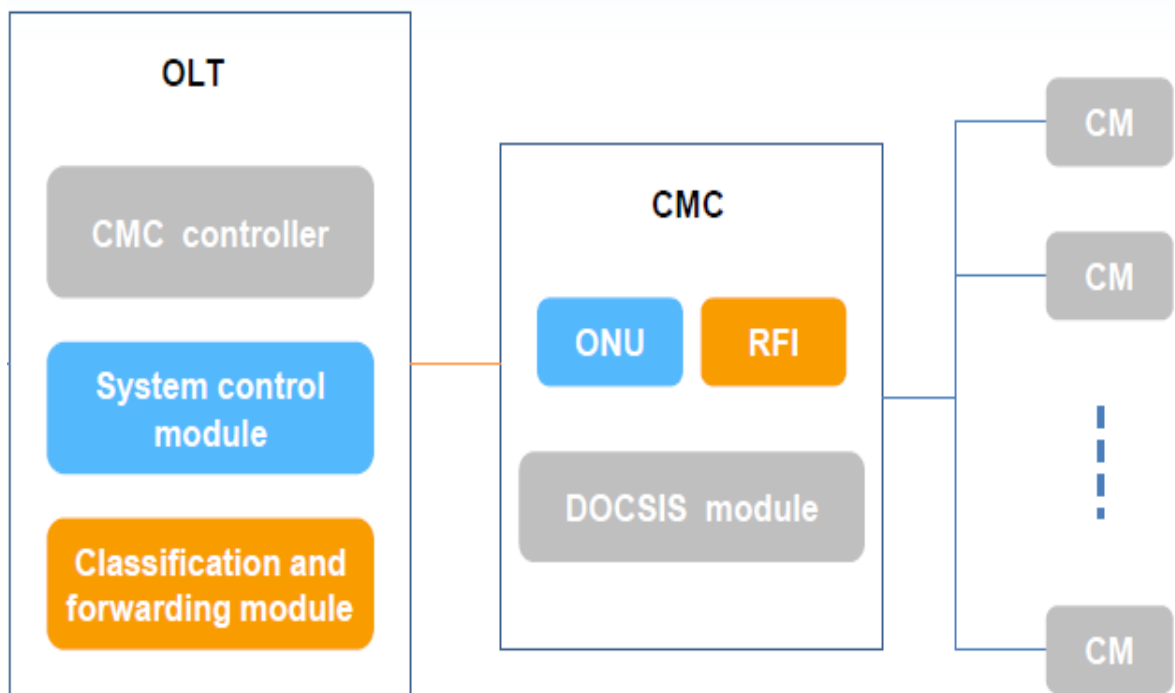 OLT
CMC controller
System control
module
Classification and
forwarding module
CMC
ONU
RFI
DOCSIS module
CM
CM
CM